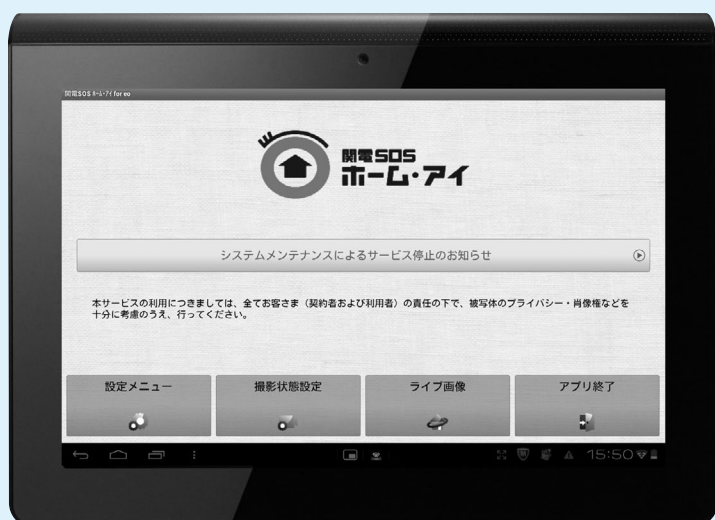 関電SOS ホーム・アイ for eo
関電SOS
ホーム・アイ
システムメンテナンスによるサービス停止のお知らせ
本サービスの利用につきましては、全てお客さま（契約者および利用者）の責任の下で、被写体のプライバシー・肖像権などを
十分に考慮のうえ、行ってください。
設定メニュー
撮影状態設定
ライブ画像
アプリ終了
15:50